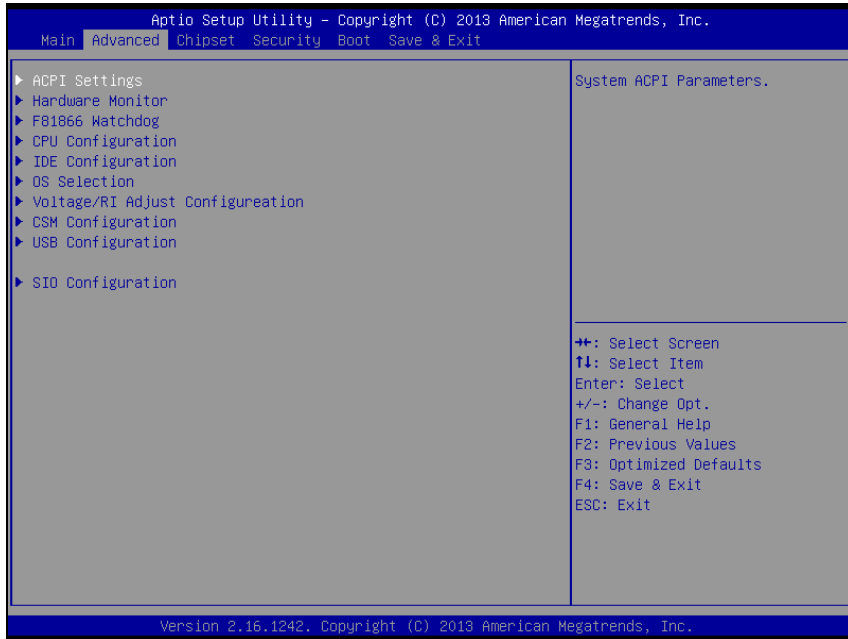 Aptio Setup Utility – Copyright (C) 2013 American Megatrends, Inc.
Main Advanced Chipset Security Boot Save & Exit
ACPI Settings
Hardware Monitor
F81866 Watchdog
CPU Configuration
IDE Configuration
OS Selection
Voltage/RI Adjust Configureation
CSM Configuration
USB Configuration
SIO Configuration
System ACPI Parameters.
→←: Select Screen
↑↓: Select Item
Enter: Select
+/-: Change Opt.
F1: General Help
F2: Previous Values
F3: Optimized Defaults
F4: Save & Exit
ESC: Exit
Version 2.16.1242. Copyright (C) 2013 American Megatrends, Inc.